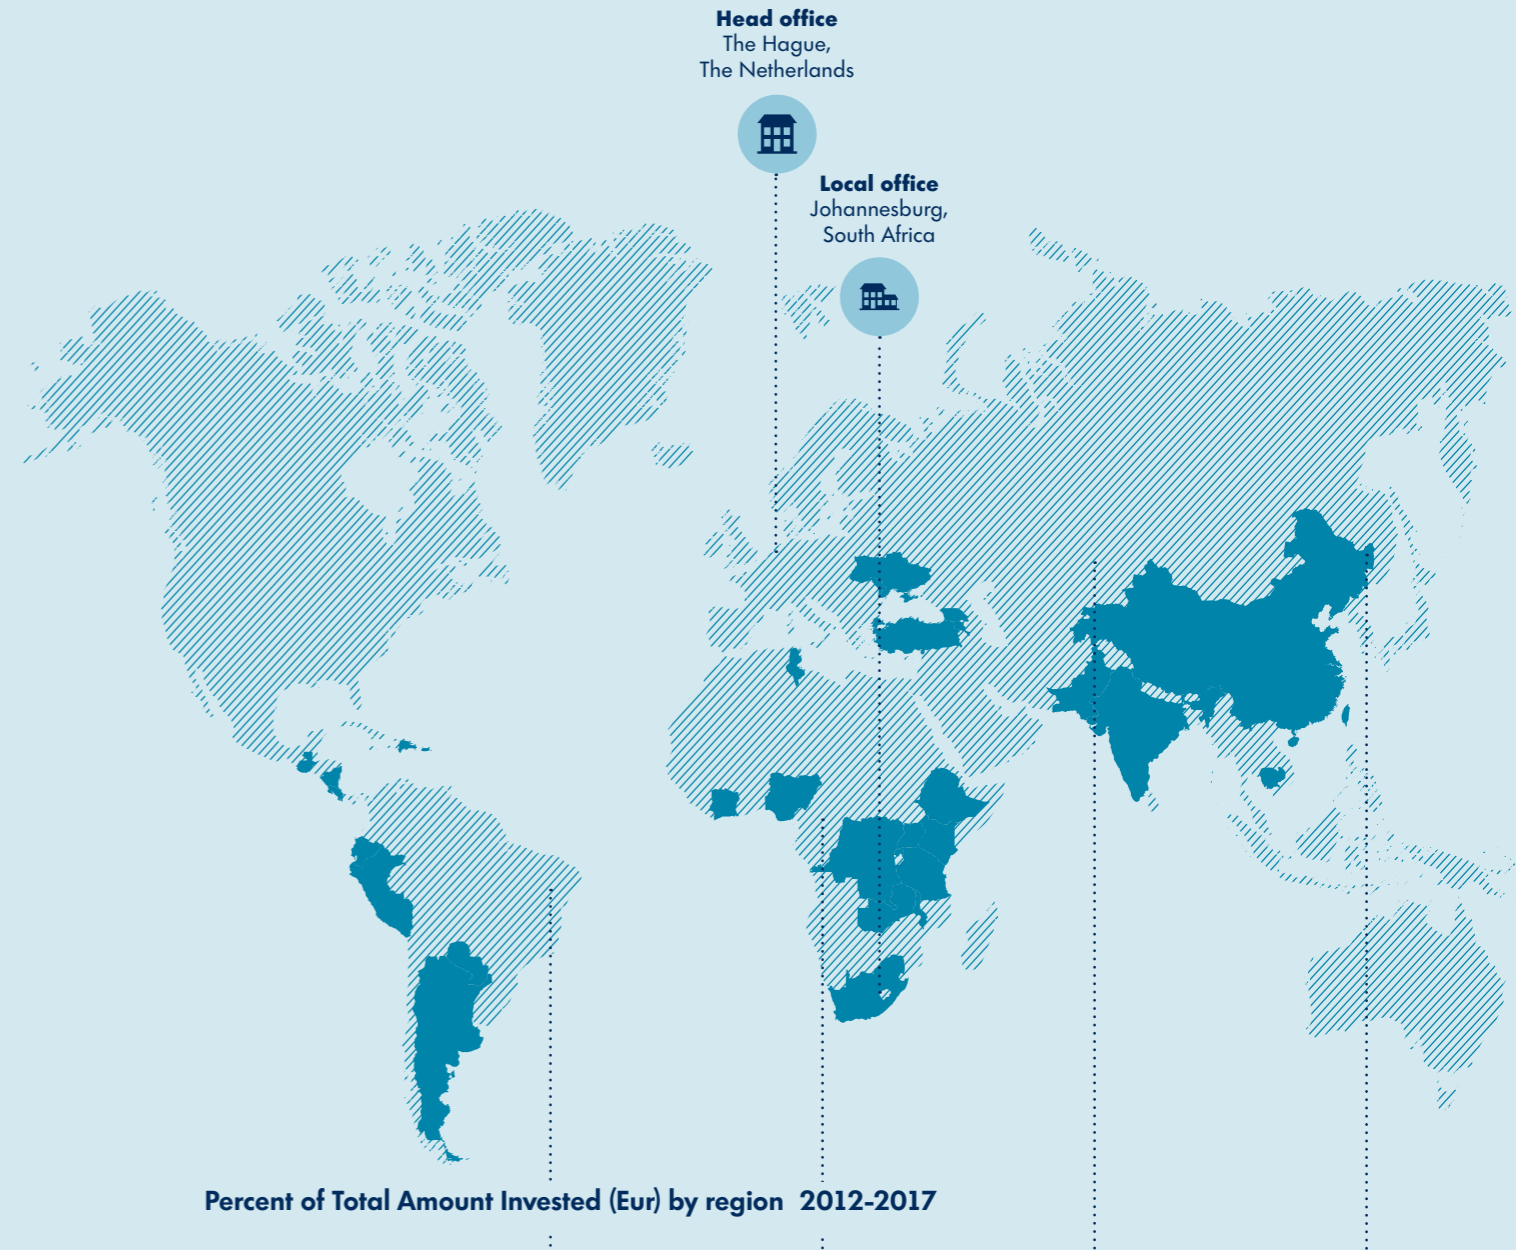 Head office
The Hague,
The Netherlands
Local office
Johannesburg,
South Africa
Percent of Total Amount Invested (Eur) by region 2012-2017